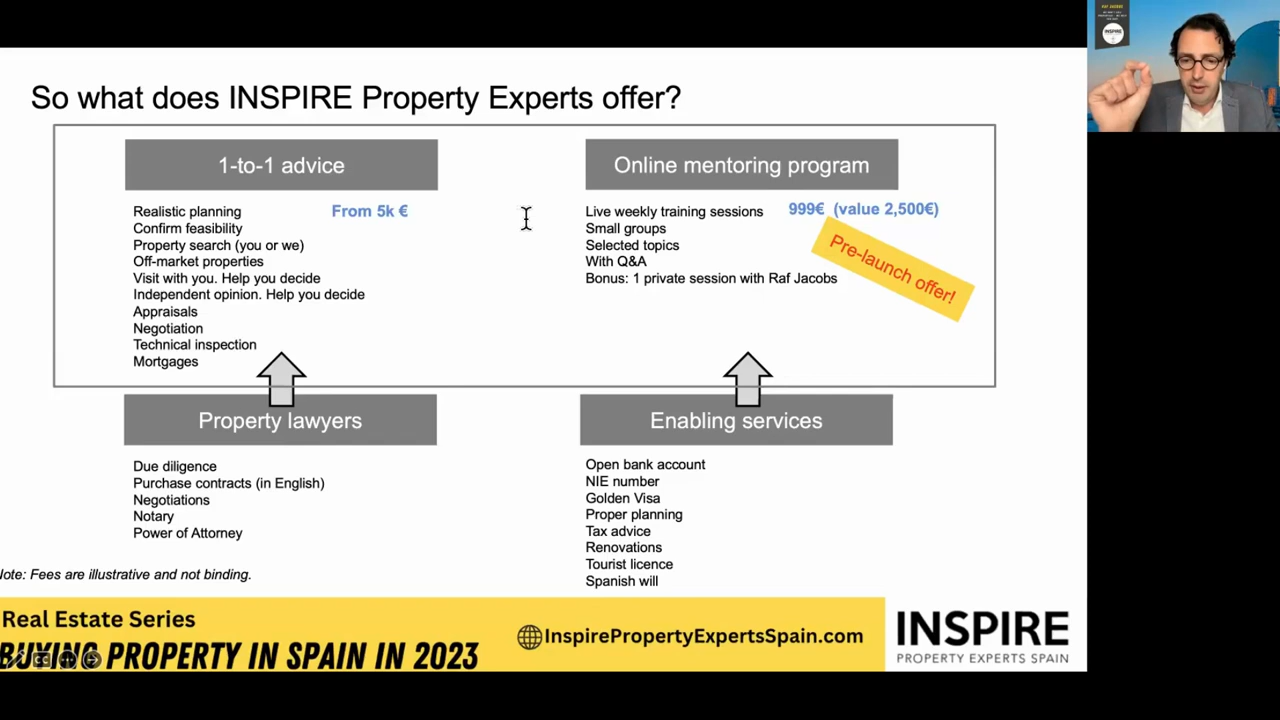 So what does INSPIRE Property Experts offer?
1-to-1 advice
From 5k €
Realistic planning
Confirm feasibility
Property search (you or we)
Off-market properties
Visit with you. Help you decide
Independent opinion. Help you decide
Appraisals
Negotiation
Technical inspection
Mortgages
Online mentoring program
999€ (value 2,500€)
Live weekly training sessions
Small groups
Selected topics
With Q&A
Bonus: 1 private session with Raf Jacobs
Pre-launch offer!
Property lawyers
Due diligence
Purchase contracts (in English)
Negotiations
Notary
Power of Attorney
Enabling services
Open bank account
NIE number
Golden Visa
Proper planning
Tax advice
Renovations
Tourist licence
Spanish will
Note: Fees are illustrative and not binding.
Real Estate Series
BUYING PROPERTY IN SPAIN IN 2023
InspirePropertyExpertsSpain.com
INSPIRE
PROPERTY EXPERTS SPAIN
RAF JACOBS
INSPIRE